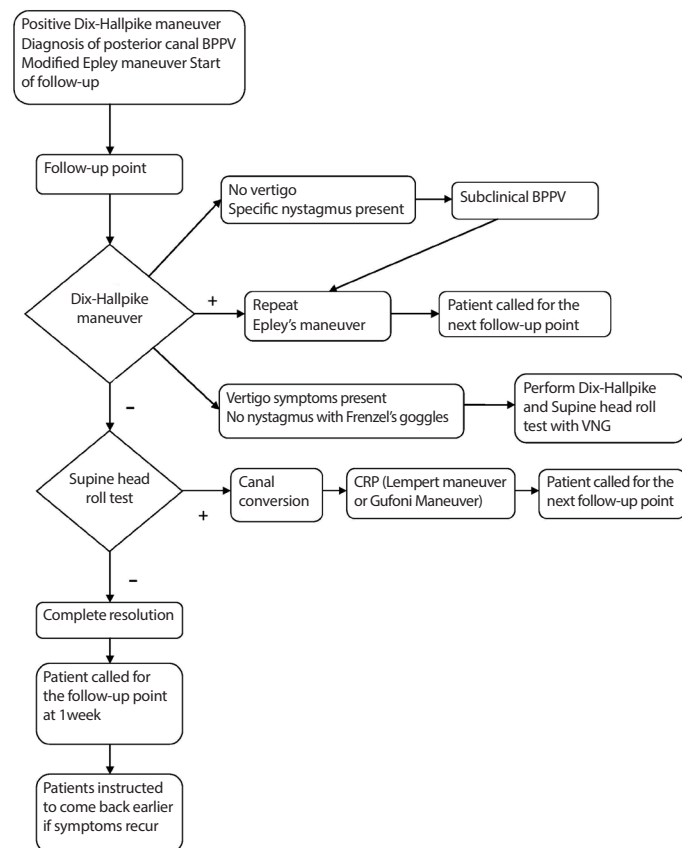 Positive Dix-Hallpike maneuver
Diagnosis of posterior canal BPPV
Modified Epley maneuver Start
of follow-up
Follow-up point
No vertigo
Specific nystagmus present
Subclinical BPPV
Dix-Hallpike
maneuver
+
Repeat
Epley's maneuver
Patient called for the
next follow-up point
Vertigo symptoms present
No nystagmus with Frenzel's goggles
Perform Dix-Hallpike
and Supine head roll
test with VNG
–
Supine head
roll test
+
Canal
conversion
CRP (Lempert maneuver
or Gufoni Maneuver)
Patient called for the
next follow-up point
–
Complete resolution
Patient called for
the follow-up point
at 1week
Patients instructed
to come back earlier
if symptoms recur